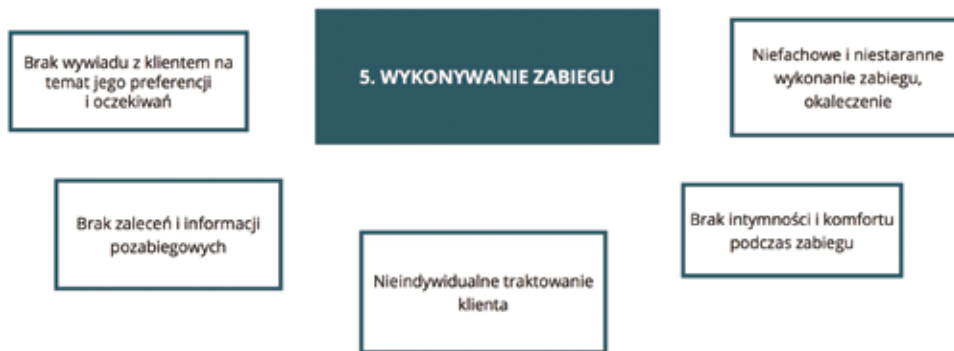 Brak wywiadu z klientem na
temat jego preferencji
i oczekiwań
5. WYKONYWANIE ZABIEGU
Niefachowe i niestaranne
wykonanie zabiegu,
okaleczenie
Brak zaleceń i informacji
pozabiegowych
Nieindywidualne traktowanie
klienta
Brak intymności i komfortu
podczas zabiegu